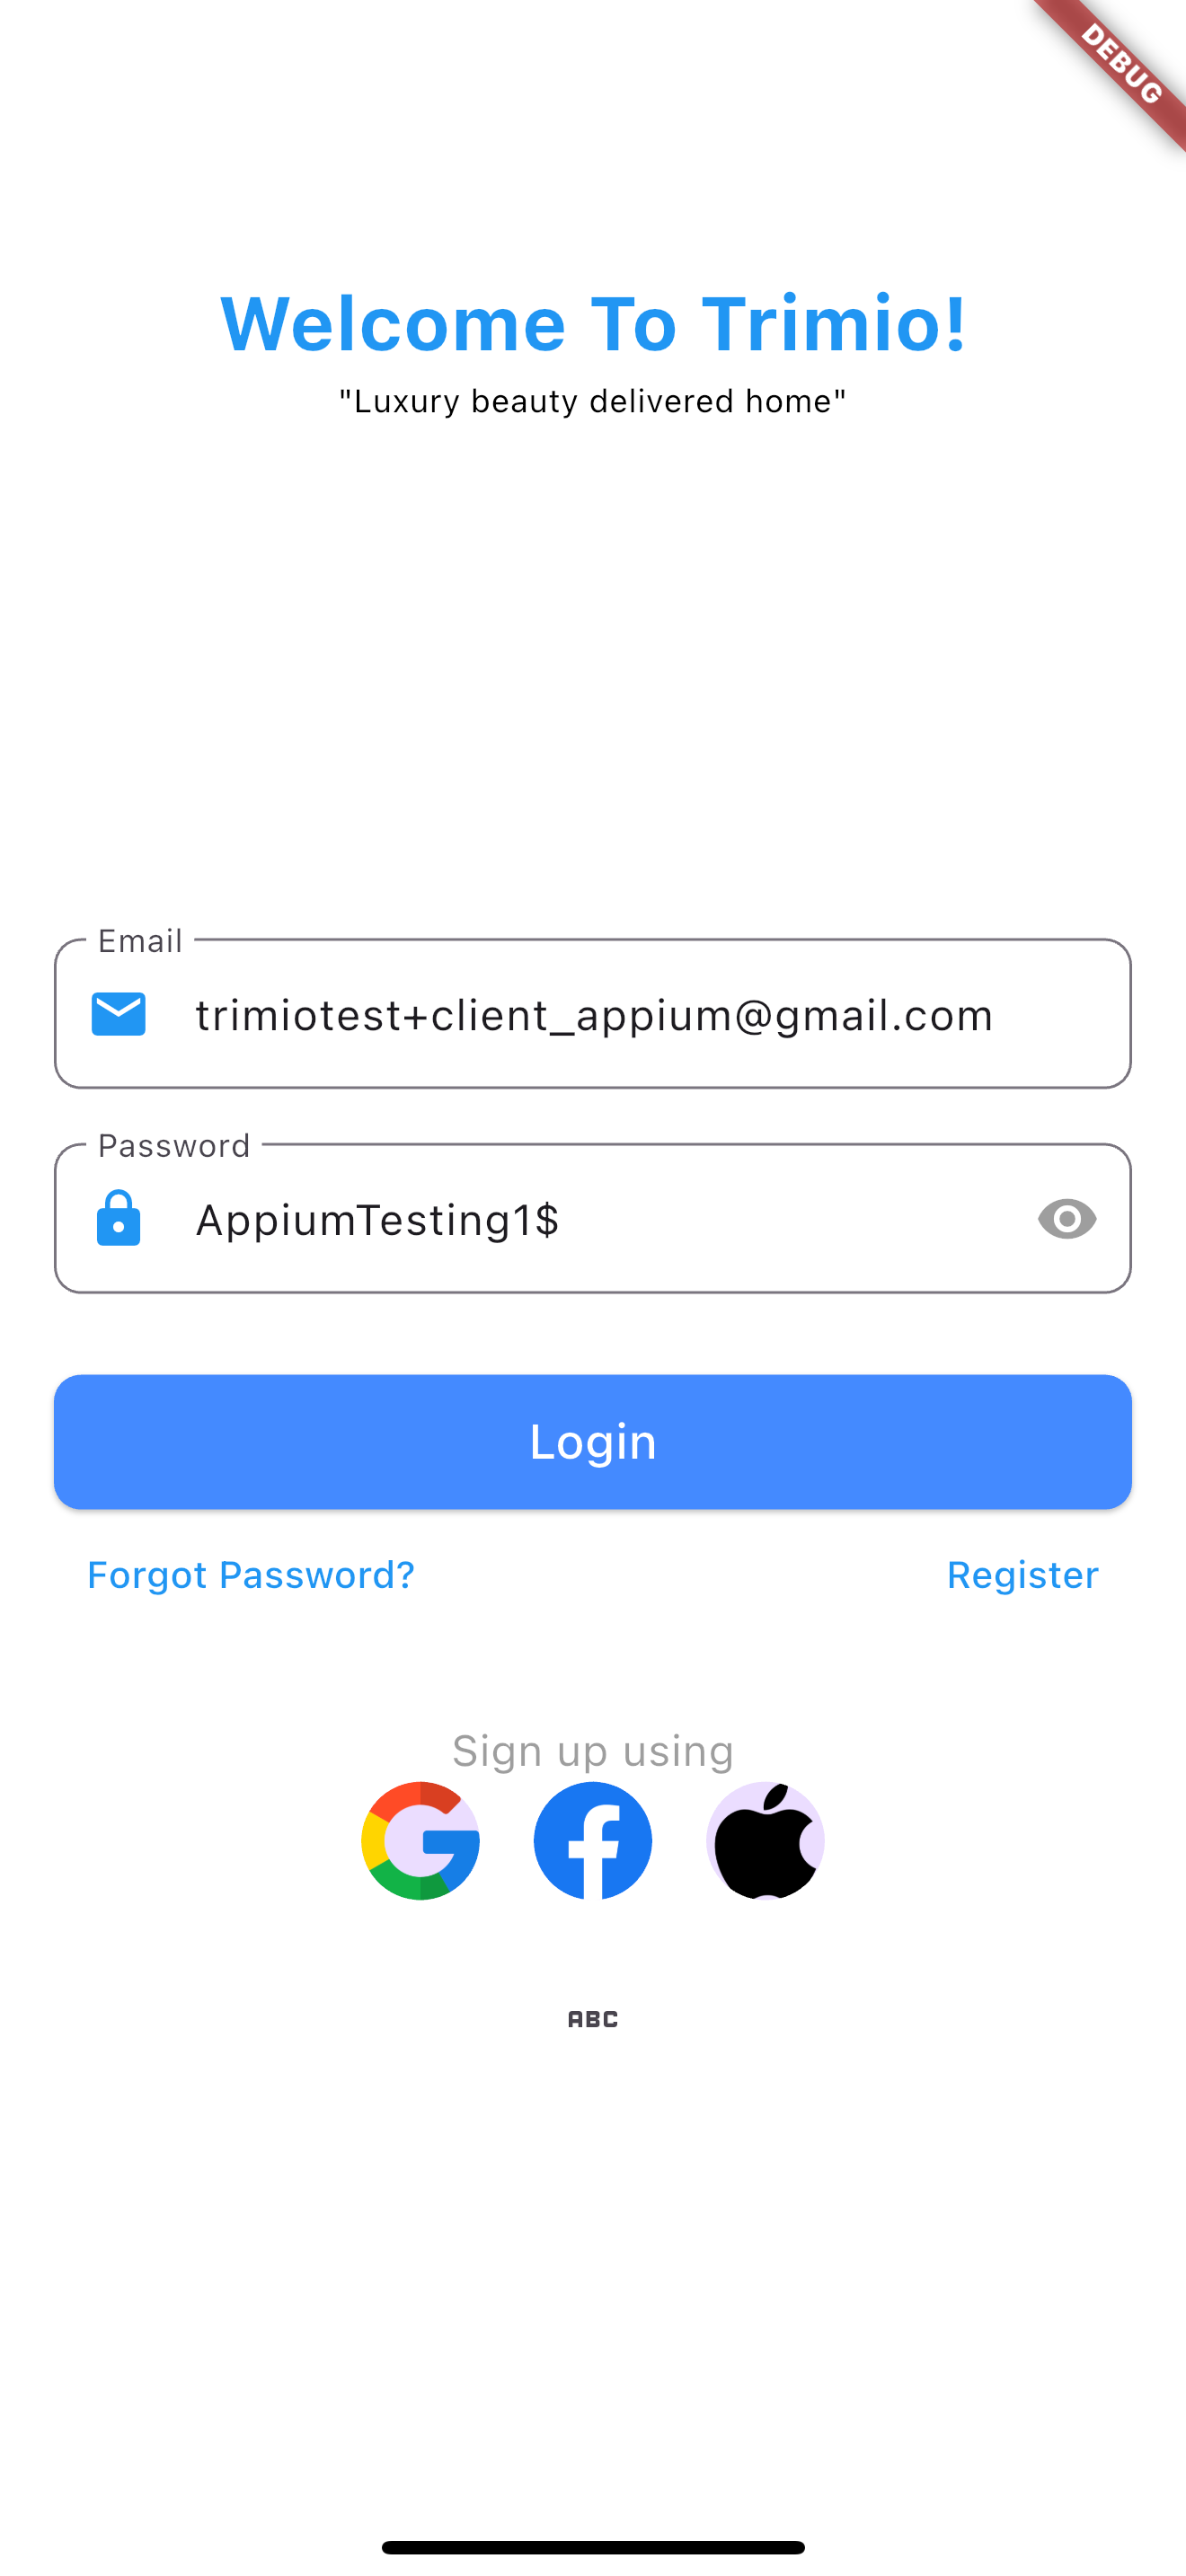 DEBUG
Welcome To Trimio!
"Luxury beauty delivered home"
Email
trimiotest+client_appium@gmail.com
Password
AppiumTesting1$
Login
Forgot Password? Register
Sign up using
ABC